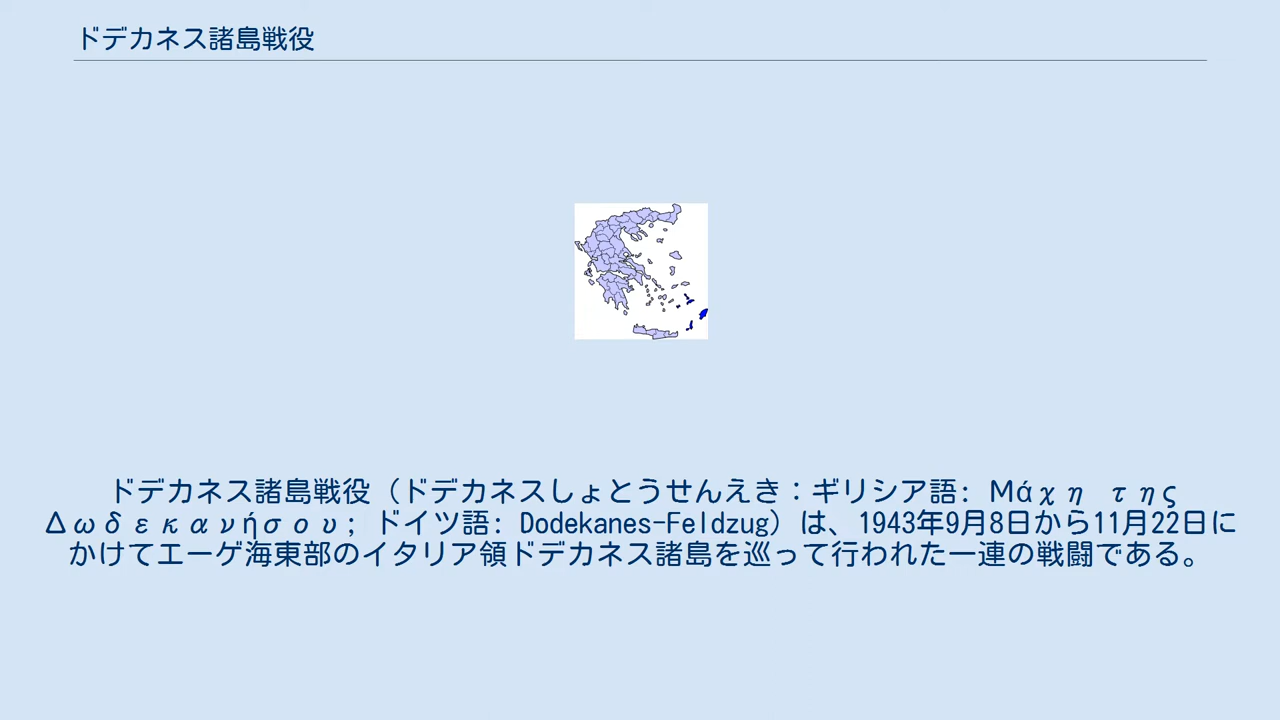 ドデカネス諸島戦役
ドデカネス諸島戦役（ドデカネスしょとうせんえき：ギリシア語: Μάχη της
Δωδεκανήσου; ドイツ語: Dodekanes-Feldzug）は、1943年9月8日から11月22日に
かけてエーゲ海東部のイタリア領ドデカネス諸島を巡って行われた一連の戦闘である。